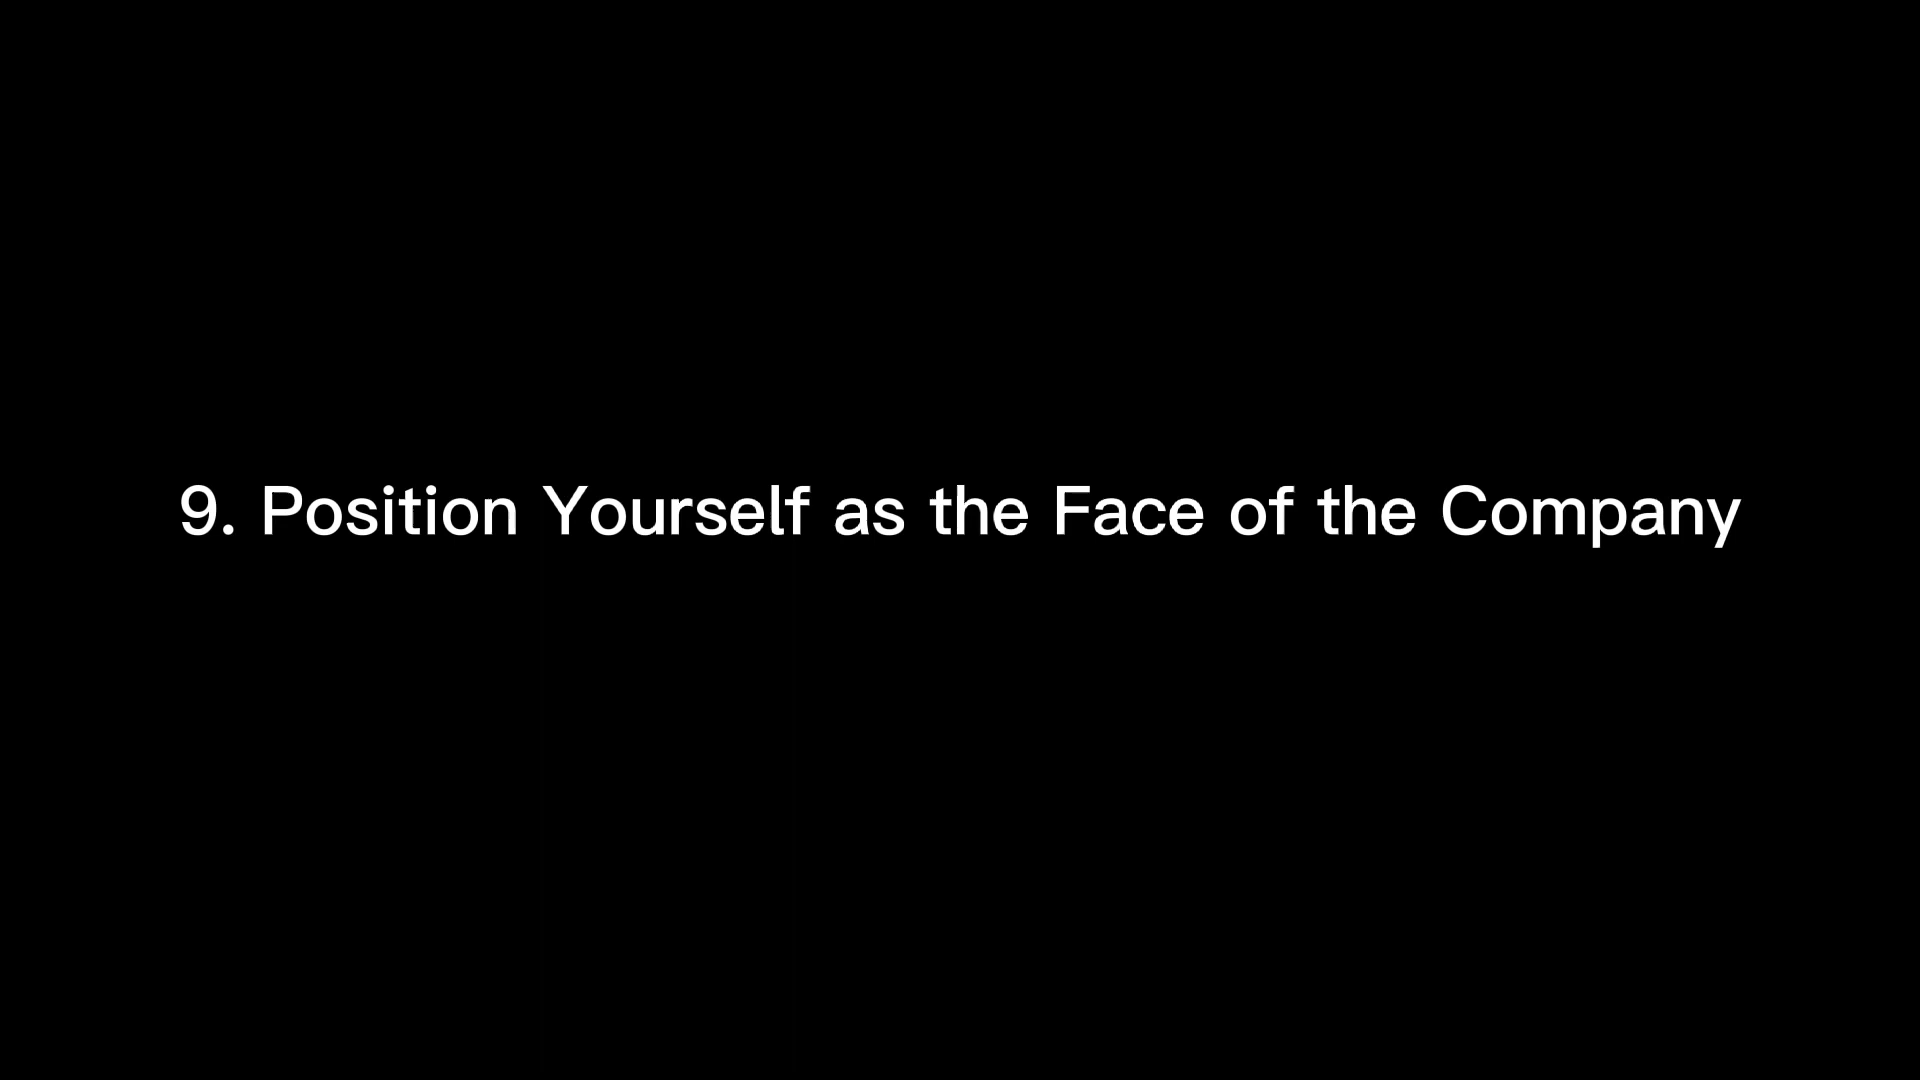 9. Position Yourself as the Face of the Company